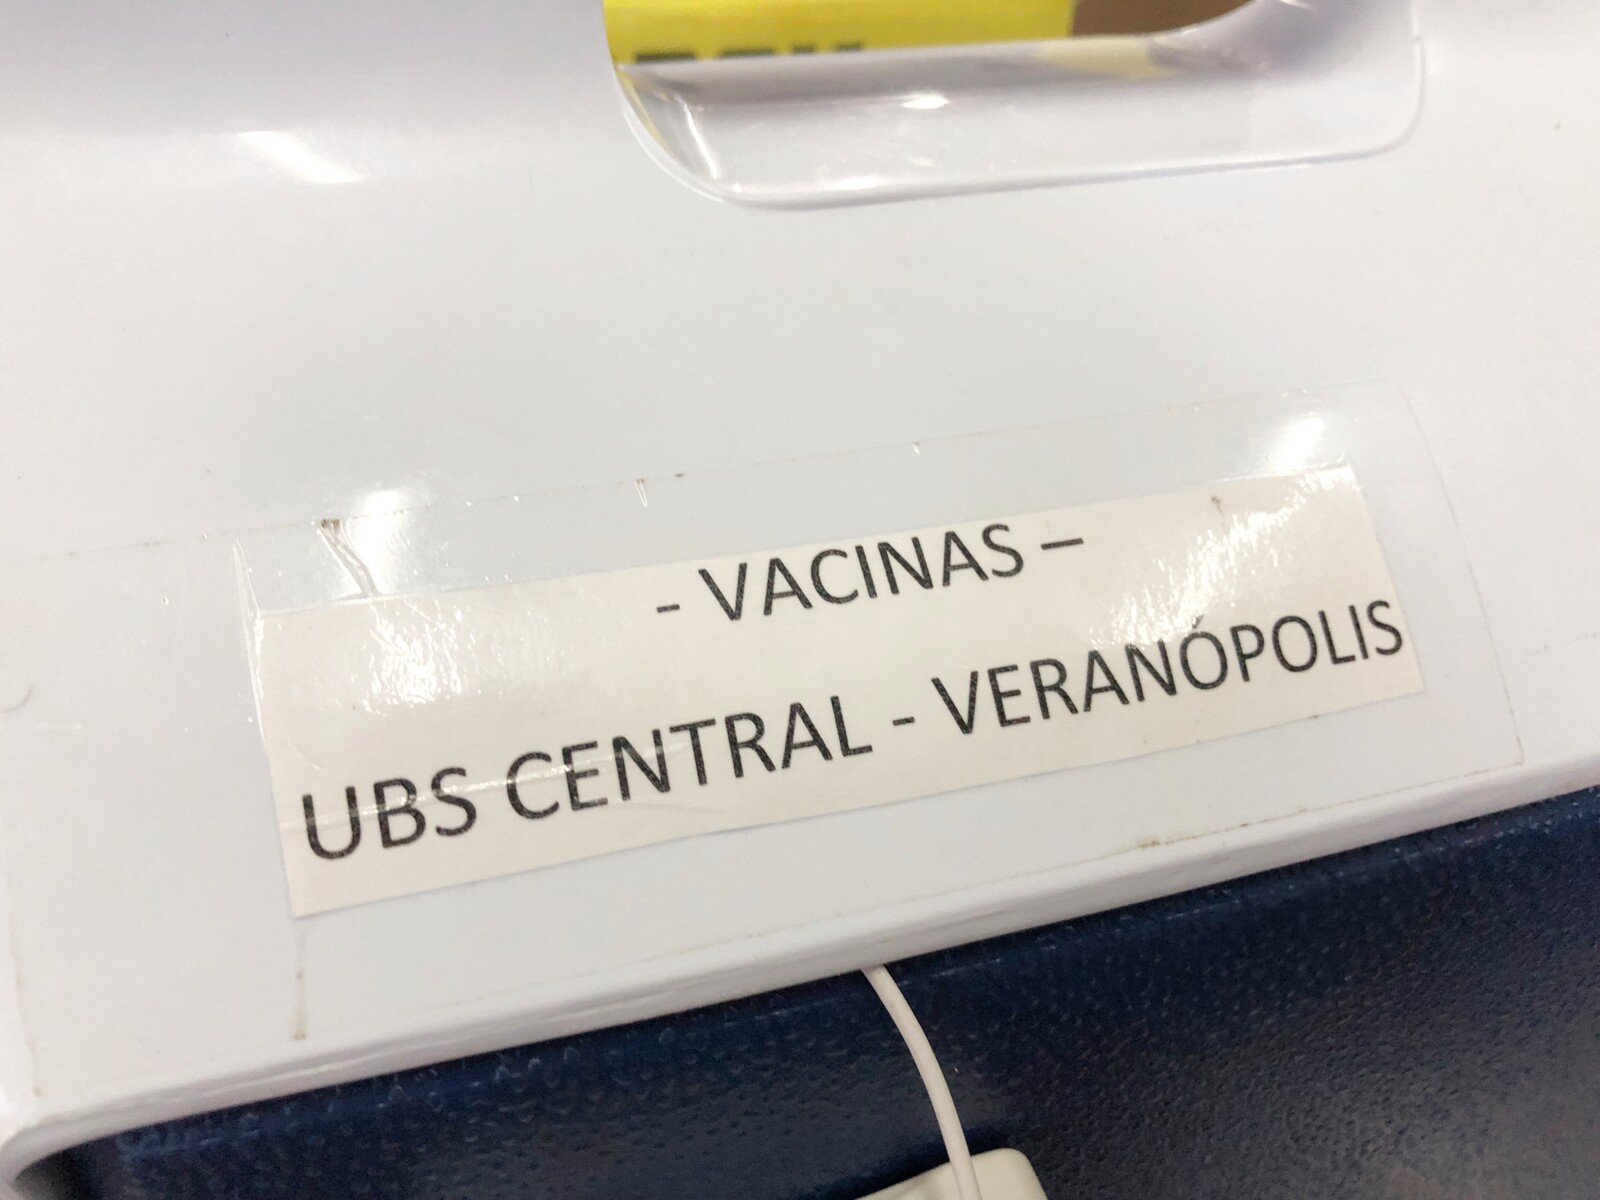 - VACINAS –
UBS CENTRAL - VERANÓPOLIS